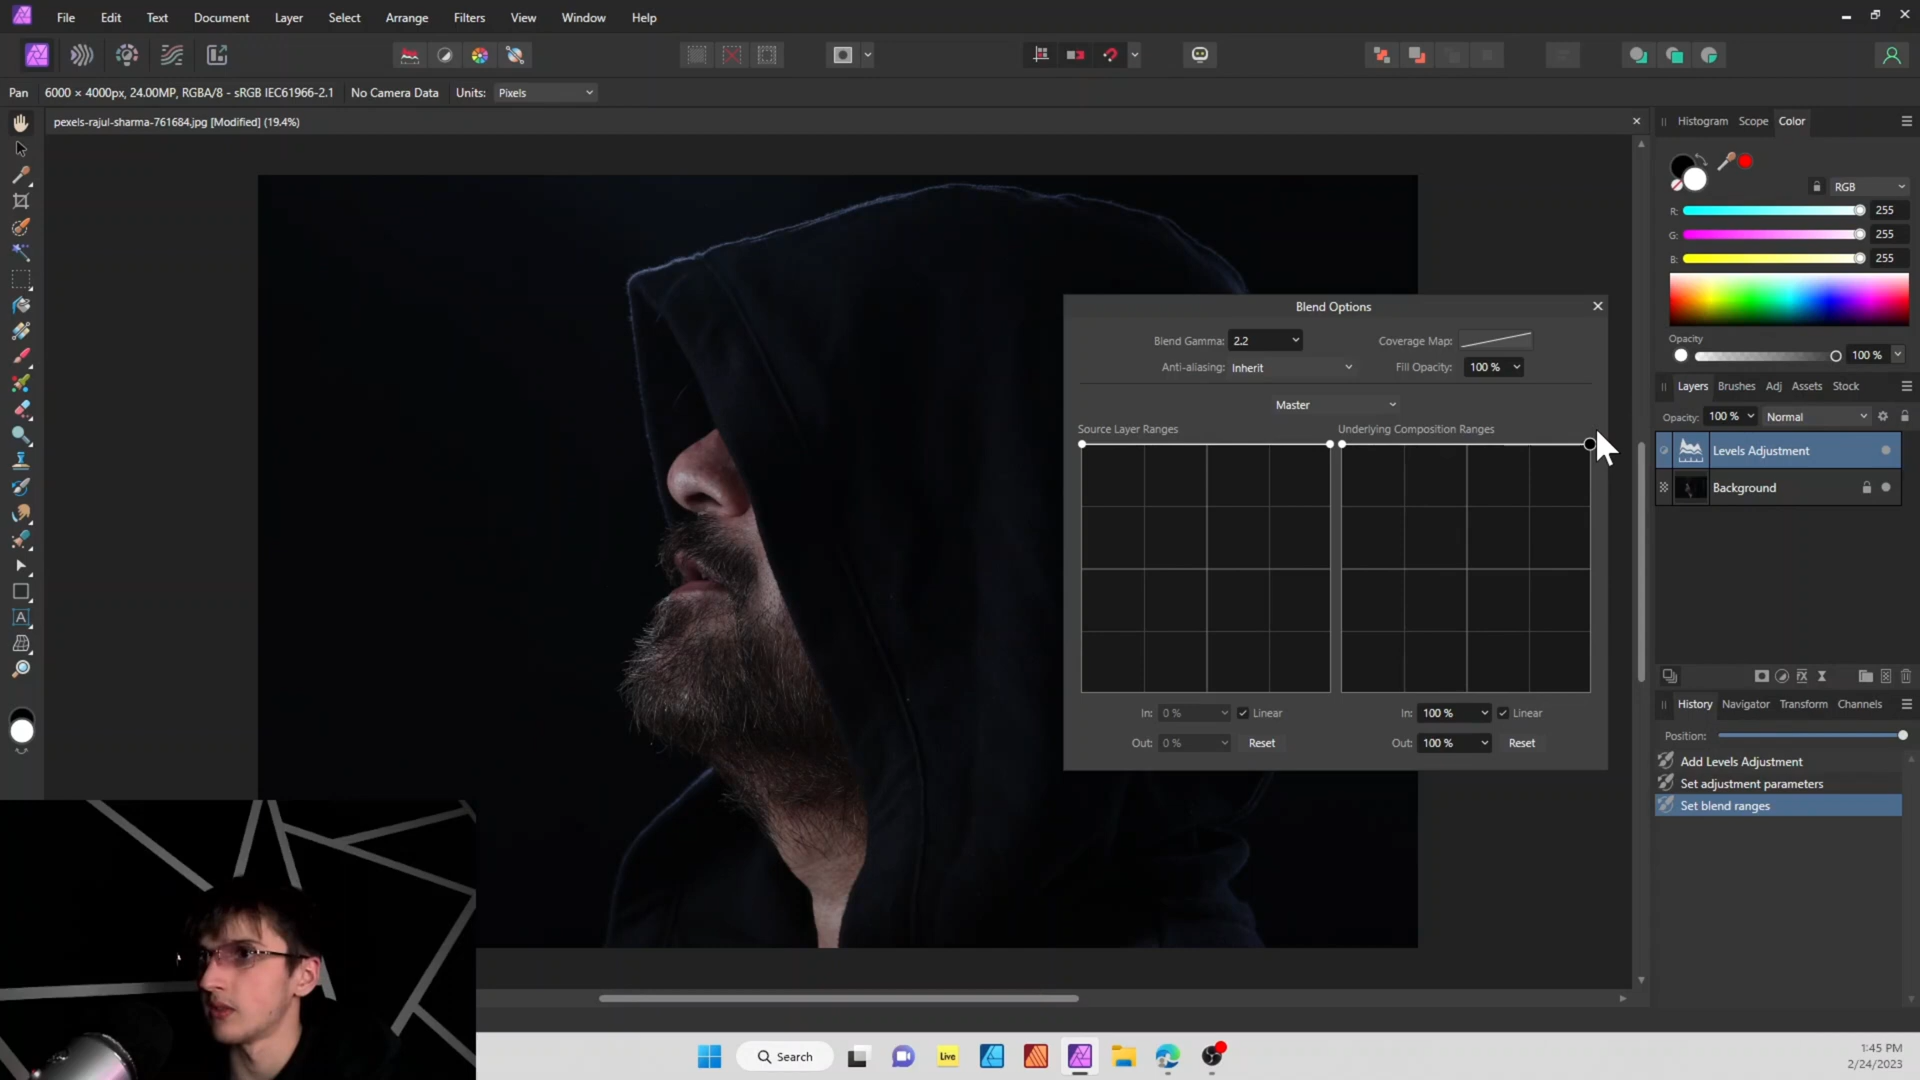 File Edit Text Document Layer Select Arrange Filters View Window Help
Pan 6000 × 4000px, 24.00MP, RGBA/8 - sRGB IEC61966-2.1 No Camera Data Units: Pixels
pexels-rajul-sharma-761684.jpg [Modified] (19.4%)
Histogram Scope Color
RGB
R: 255
G: 255
B: 255
Opacity
100 %
Layers Brushes Adj Assets Stock
Opacity: 100 % Normal
Levels Adjustment
Background
Blend Options
Blend Gamma: 2.2 Coverage Map:
Anti-aliasing: Inherit Fill Opacity: 100 %
Master
Source Layer Ranges Underlying Composition Ranges
In: 0 % Linear In: 100 % Linear
Out: 0 % Reset Out: 100 % Reset
History Navigator Transform Channels
Position:
Add Levels Adjustment
Set adjustment parameters
Set blend ranges
A
Search
Live
1:45 PM
2/24/2023